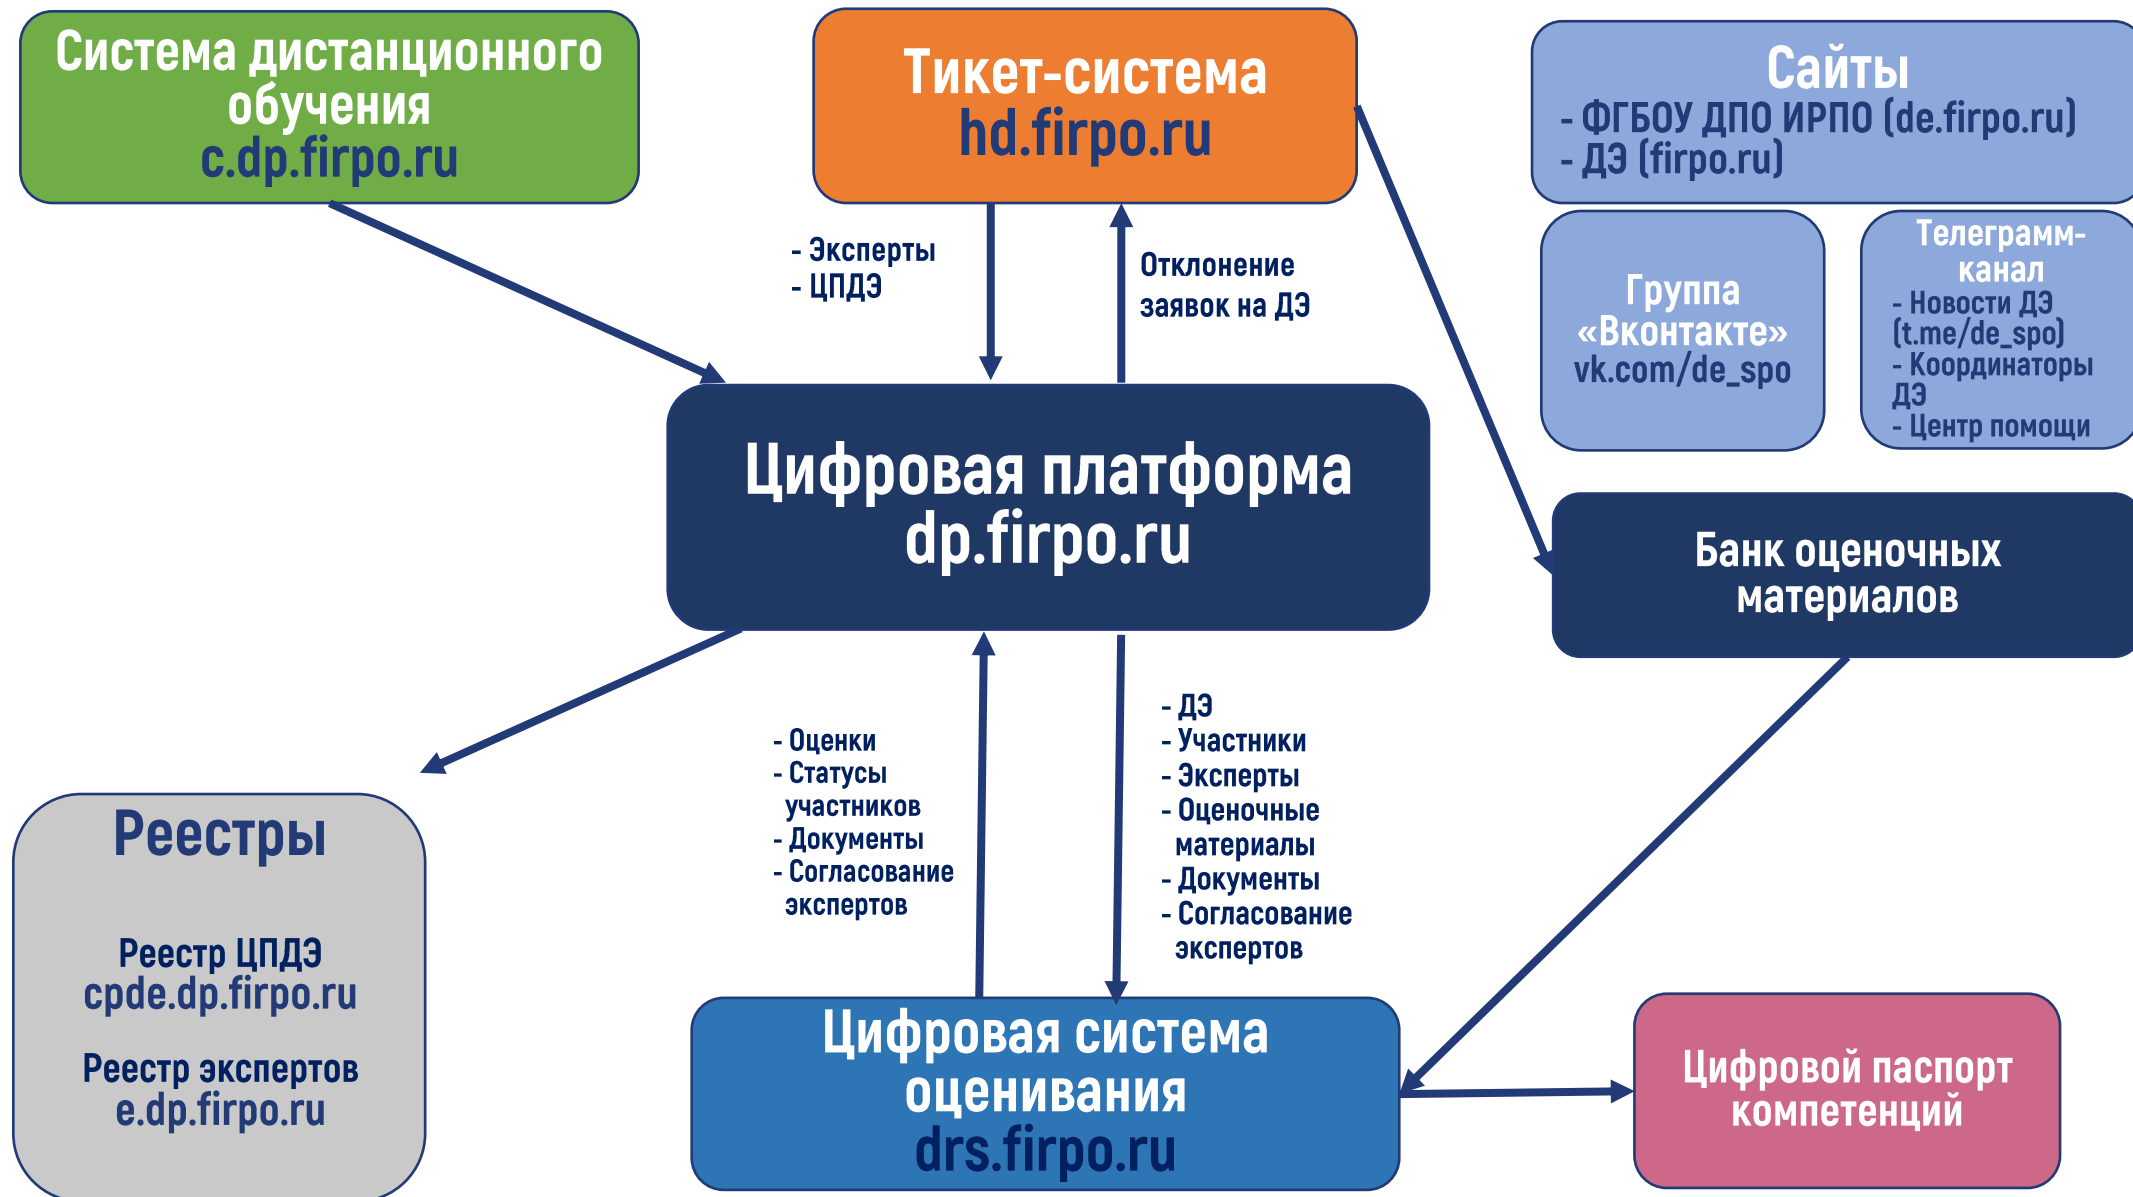 Система дистанционного
обучения
c.dp.firpo.ru
Тикет-система
hd.firpo.ru
Сайты
- ФГБОУ ДПО ИРПО (de.firpo.ru)
- ДЭ (firpo.ru)
Группа
«Вконтакте»
vk.com/de_spo
Телеграмм-
канал
- Новости ДЭ
(t.me/de_spo)
- Координаторы
ДЭ
- Центр помощи
- Эксперты
- ЦПДЭ
Отклонение
заявок на ДЭ
Цифровая платформа
dp.firpo.ru
Банк оценочных
материалов
- Оценки
- Статусы
участников
- Документы
- Согласование
экспертов
- ДЭ
- Участники
- Эксперты
- Оценочные
материалы
- Документы
- Согласование
экспертов
Реестры
Реестр ЦПДЭ
cpde.dp.firpo.ru
Реестр экспертов
e.dp.firpo.ru
Цифровая система
оценивания
drs.firpo.ru
Цифровой паспорт
компетенций